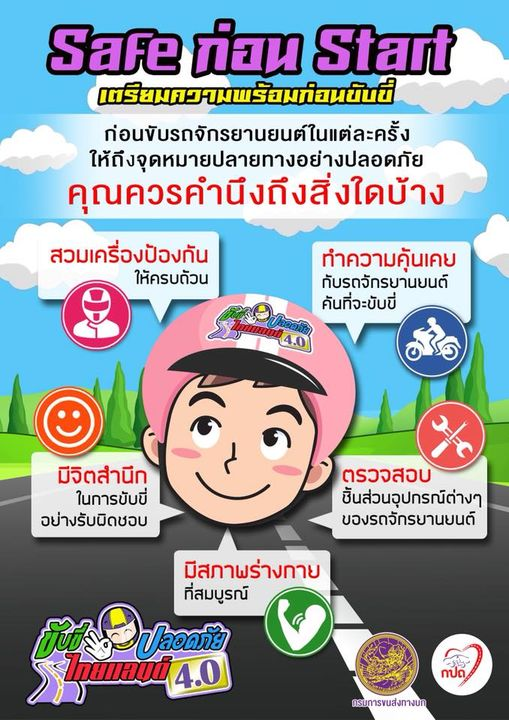 Safe ก่อน Start
เตรียมความพร้อมก่อนขับขี่
ก่อนขับรถจักรยานยนต์ในแต่ละครั้ง
ให้ถึงจุดหมายปลายทางอย่างปลอดภัย
คุณควรคำนึงถึงสิ่งใดบ้าง
สวมเครื่องป้องกัน
ให้ครบถ้วน
ทำความคุ้นเคย
กับรถจักรยานยนต์
คันที่จะขับขี่
ขับขี่ ปลอดภัย
ไทยแลนด์ 4.0
มีจิตสำนึก
ในการขับขี่
อย่างรับผิดชอบ
ตรวจสอบ
ชิ้นส่วนอุปกรณ์ต่างๆ
ของรถจักรยานยนต์
มีสภาพร่างกาย
ที่สมบูรณ์
ขับขี่ ปลอดภัย
ไทยแลนด์ 4.0
กรมการขนส่งทางบก
กปถ